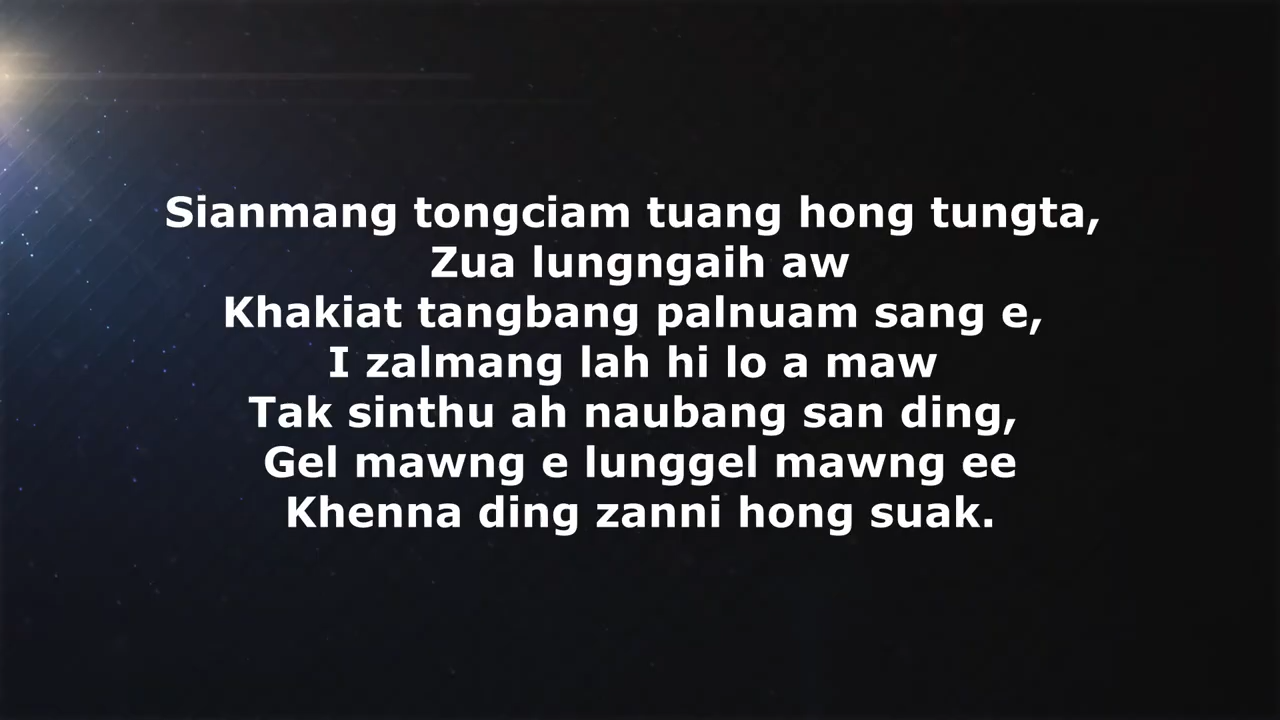 Sianmang tongciam tuang hong tungta,
Zua lungngaih aw
Khakiat tangbang palnuam sang e,
I zalmang lah hi lo a maw
Tak sinthu ah naubang san ding,
Gel mawng e lunggel mawng ee
Khenna ding zanni hong suak.